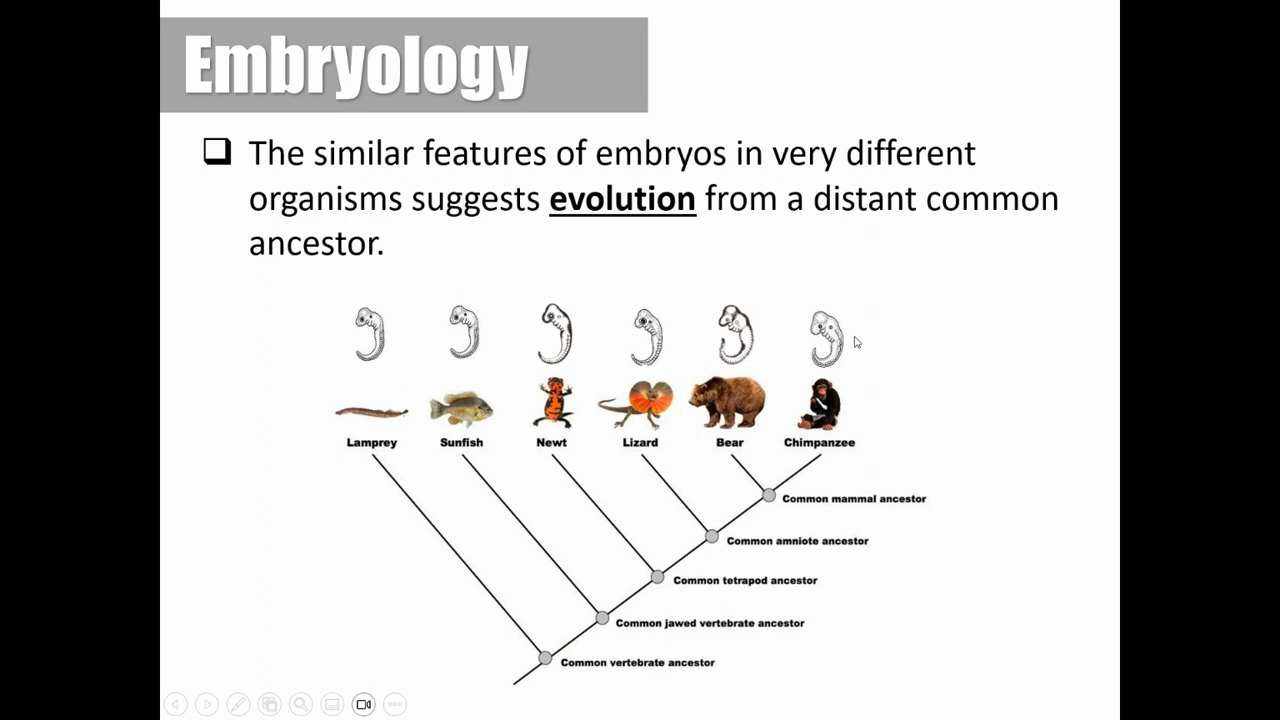 Embryology
The similar features of embryos in very different
organisms suggests evolution from a distant common
ancestor.
Lamprey Sunfish Newt Lizard Bear Chimpanzee
Common mammal ancestor
Common amniote ancestor
Common tetrapod ancestor
Common jawed vertebrate ancestor
Common vertebrate ancestor